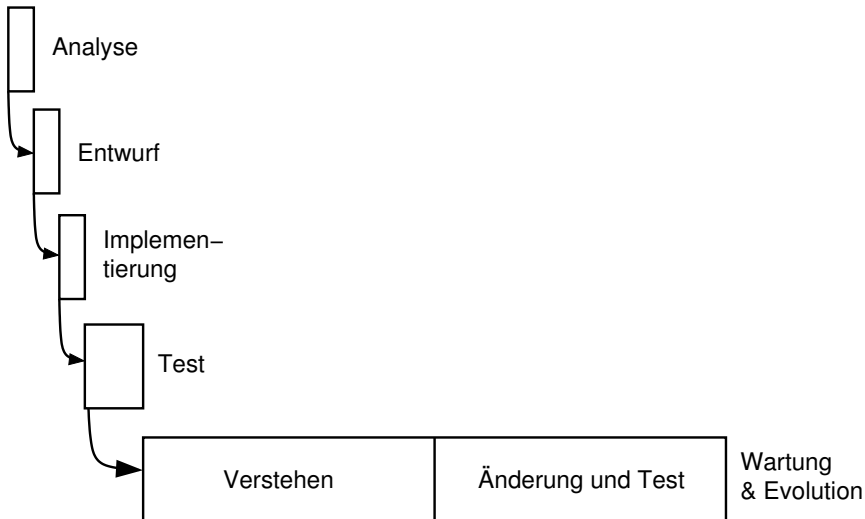 Analyse
Entwurf
Implemen−
tierung
Test
Verstehen
Änderung und Test
Wartung
& Evolution